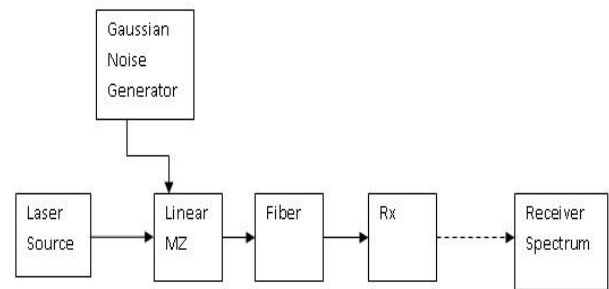 Gaussian
Noise
Generator
Laser
Source
Linear
MZ
Fiber
Rx
Receiver
Spectrum